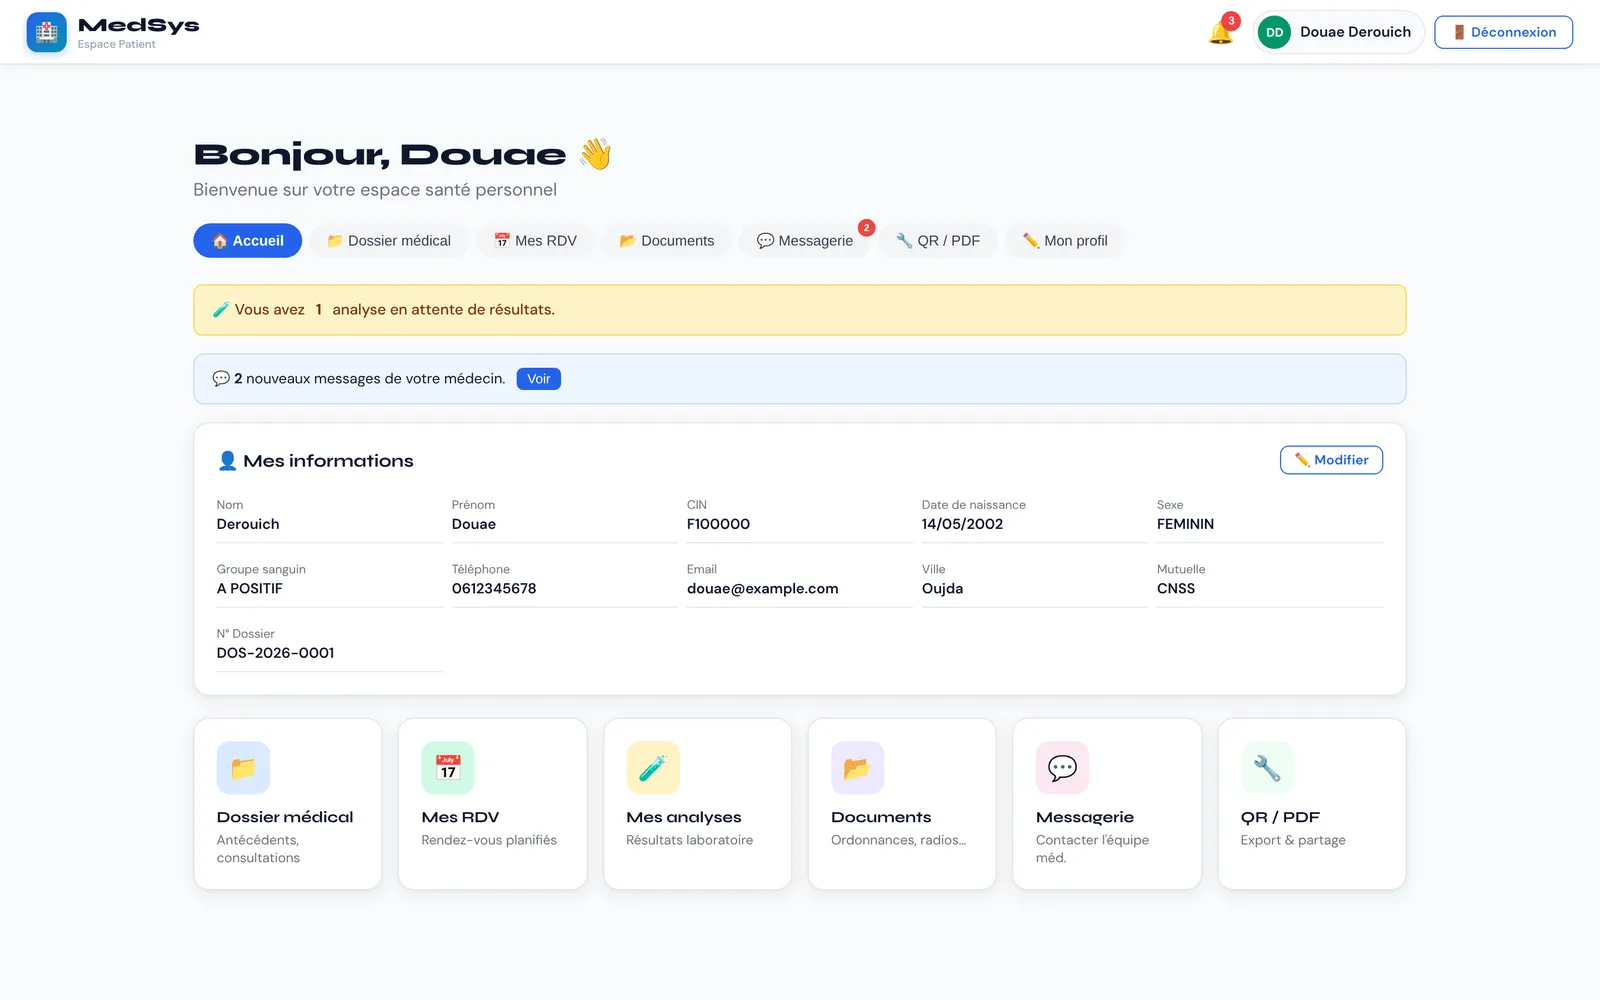 MedSys
Espace Patient
3
DD
Douae Derouich
Déconnexion
Bonjour, Douae 👋
Bienvenue sur votre espace santé personnel
🏠 Accueil
📁 Dossier médical
📅 Mes RDV
📂 Documents
💬 Messagerie
2
🔧 QR / PDF
✏️ Mon profil
🧪 Vous avez 1 analyse en attente de résultats.
💬 2 nouveaux messages de votre médecin. Voir
👤 Mes informations
✏️ Modifier
Nom
Derouich
Prénom
Douae
CIN
F100000
Date de naissance
14/05/2002
Sexe
FEMININ
Groupe sanguin
A POSITIF
Téléphone
0612345678
Email
douae@example.com
Ville
Oujda
Mutuelle
CNSS
N° Dossier
DOS-2026-0001
Dossier médical
Antécédents,
consultations
July
17
Mes RDV
Rendez-vous planifiés
Mes analyses
Résultats laboratoire
Documents
Ordonnances, radios...
Messagerie
Contacter l'équipe
méd.
QR / PDF
Export & partage